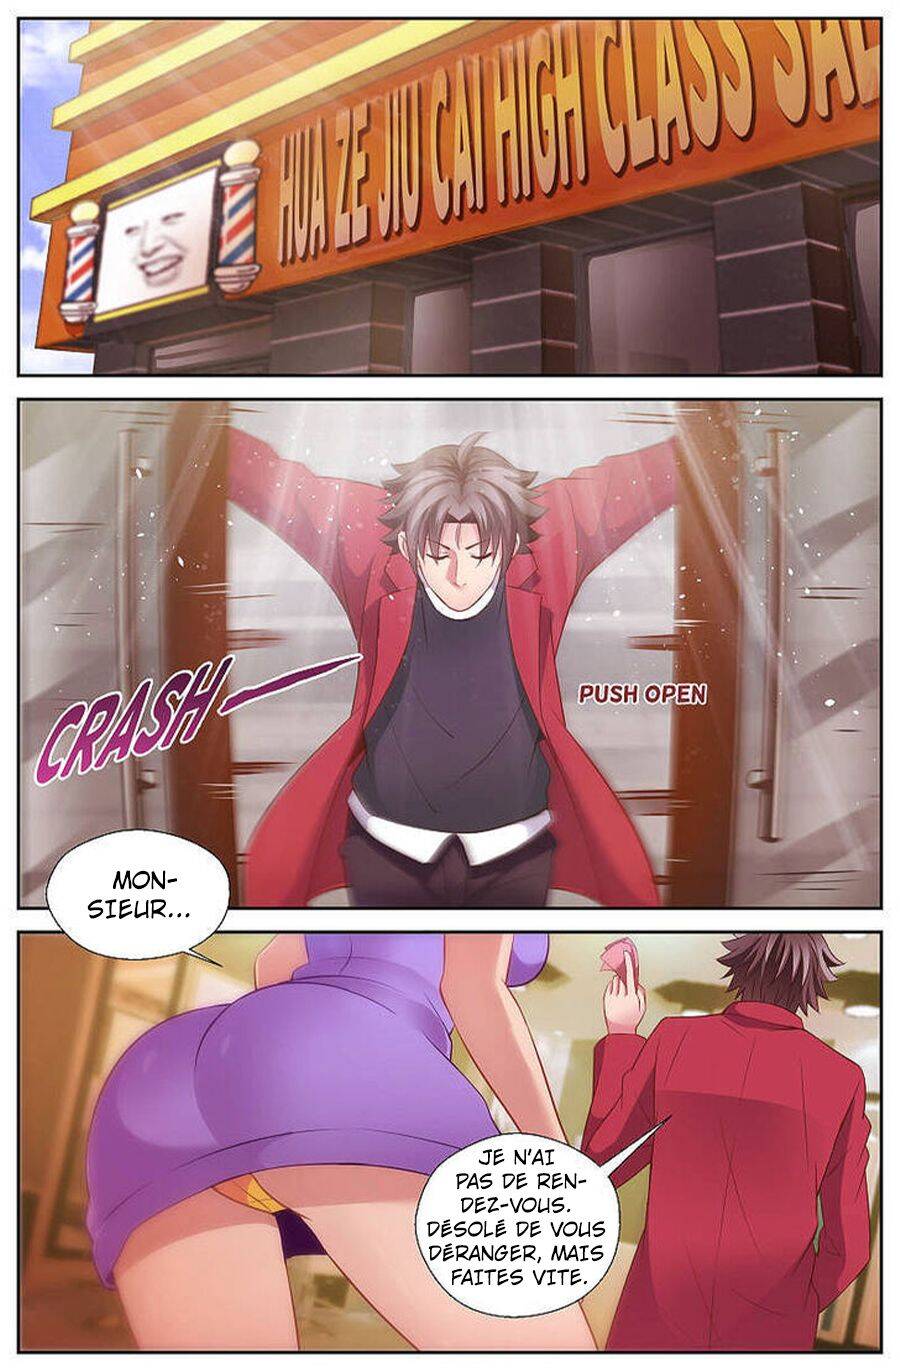 HUA ZE JIU CAI HIGH CLASS
CRASH
PUSH OPEN
MON-
SIEUR...
JE N'AI
PAS DE REN-
DEZ-VOUS.
DÉSOLÉ DE VOUS
DÉRANGER, MAIS
FAITES VITE.